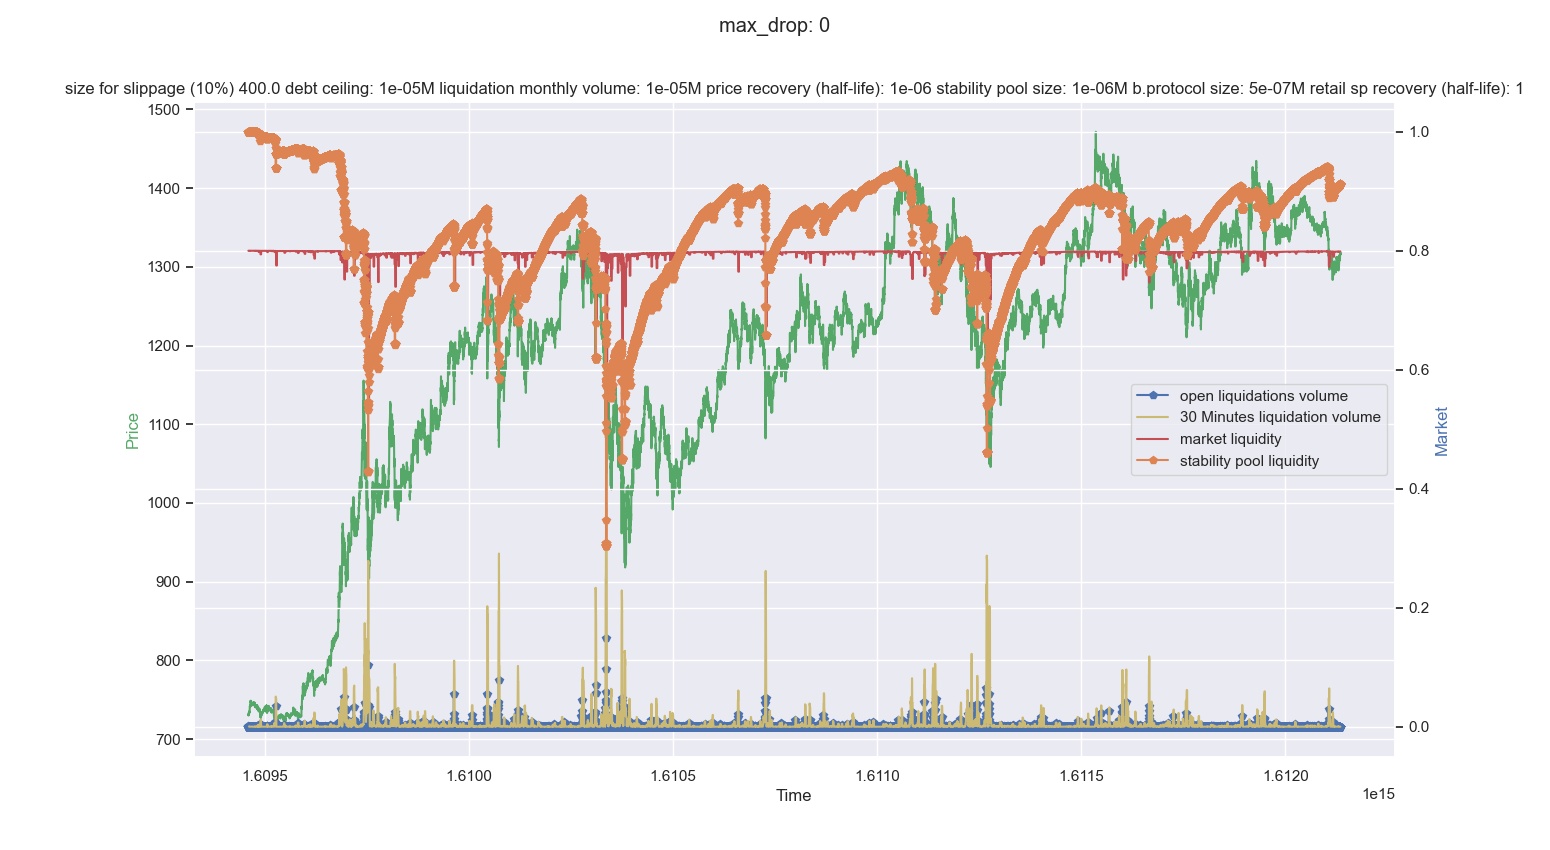 max_drop: 0
size for slippage (10%) 400.0 debt ceiling: 1e-05M liquidation monthly volume: 1e-05M price recovery (half-life): 1e-06 stability pool size: 1e-06M b.protocol size: 5e-07M retail sp recovery (half-life): 1
1500
1400
1300
1200
1100
1000
900
800
700
Price
1.0
0.8
0.6
0.4
0.2
0.0
Market
open liquidations volume
30 Minutes liquidation volume
market liquidity
stability pool liquidity
1.6095 1.6100 1.6105 1.6110 1.6115 1.6120
Time
1e15